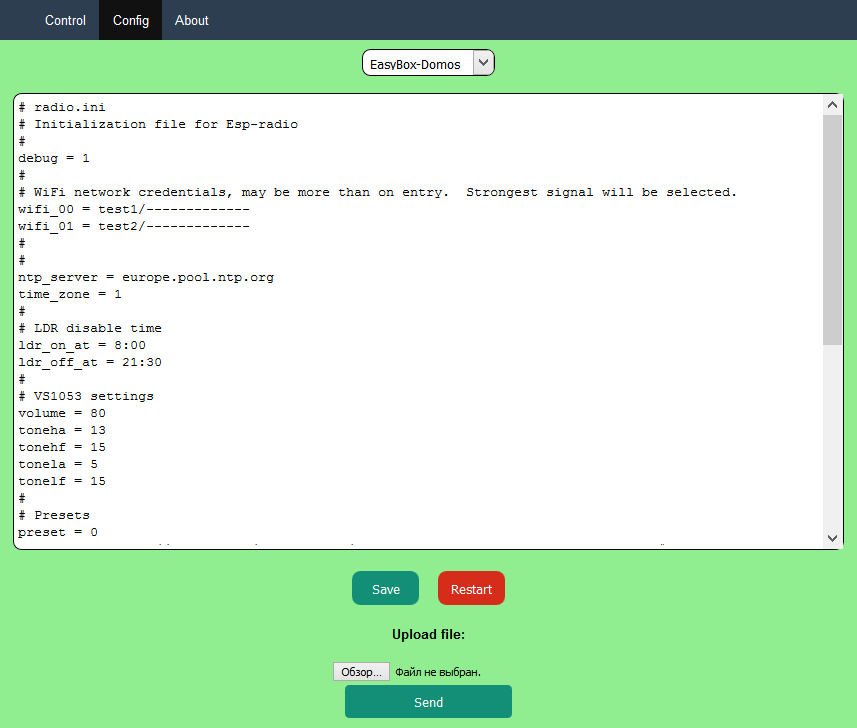 Control Config About
EasyBox-Domos
# radio.ini
# Initialization file for Esp-radio
#
debug = 1
#
# WiFi network credentials, may be more than on entry.  Strongest signal will be selected.
wifi_00 = test1/-------------
wifi_01 = test2/-------------
#
#
ntp_server = europe.pool.ntp.org
time_zone = 1
#
# LDR disable time
ldr_on_at = 8:00
ldr_off_at = 21:30
#
# VS1053 settings
volume = 80
toneha = 13
tonehf = 15
tonela = 5
tonelf = 15
#
# Presets
preset = 0
Save Restart
Upload file:
Обзор... Файл не выбран.
Send